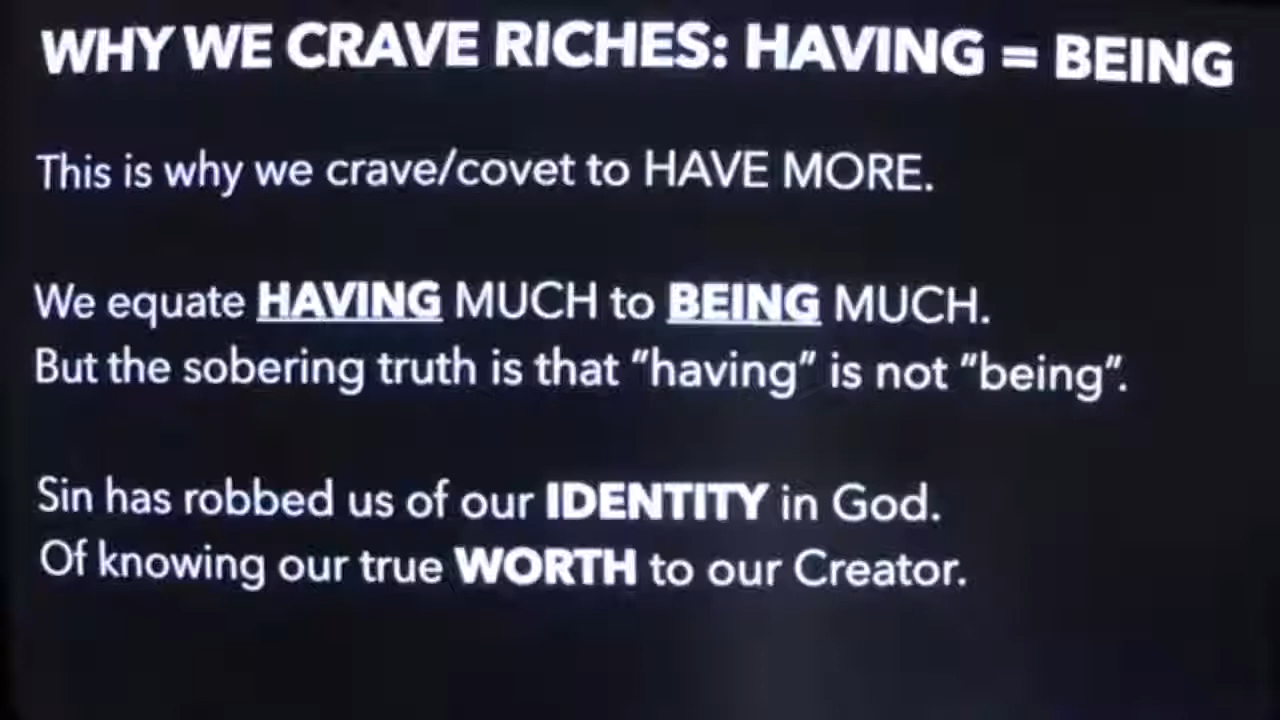 WHY WE CRAVE RICHES: HAVING = BEING
This is why we crave/covet to HAVE MORE.
We equate HAVING MUCH to BEING MUCH.
But the sobering truth is that "having" is not "being".
Sin has robbed us of our IDENTITY in God.
Of knowing our true WORTH to our Creator.